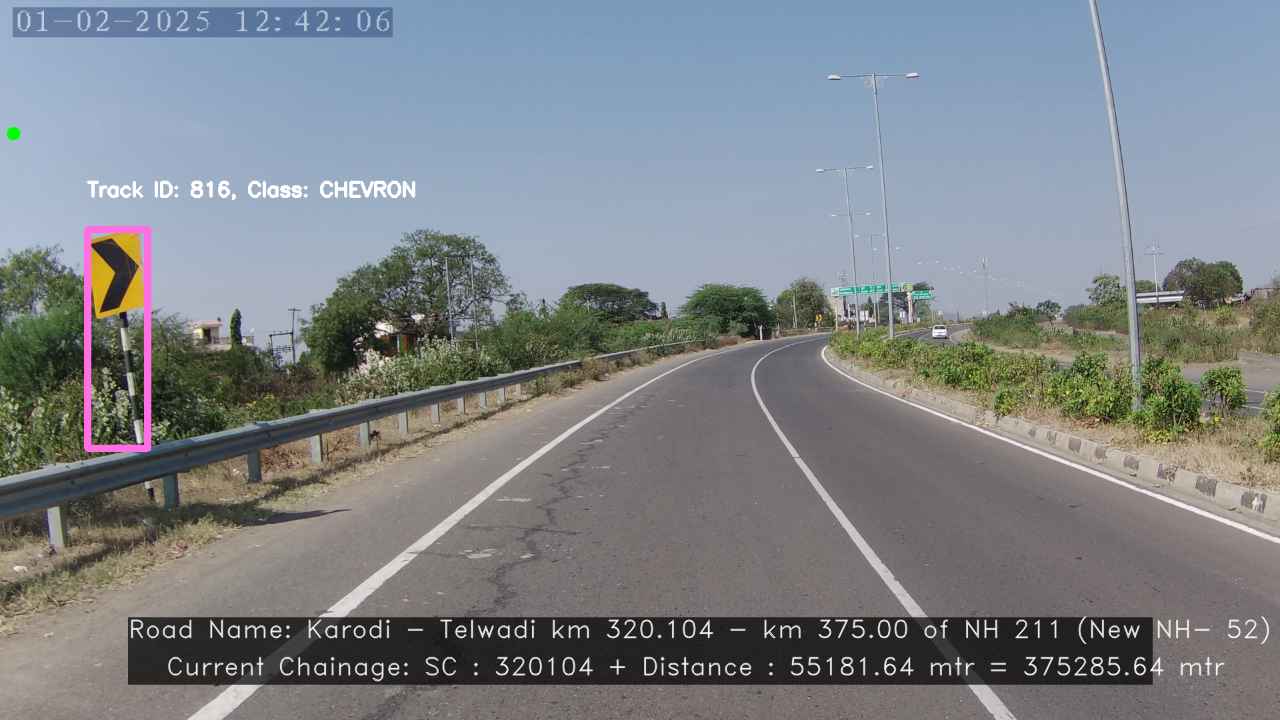 01-02-2025 12:42:06
Track ID: 816, Class: CHEVRON
Road Name: Karodi - Telwadi km 320.104 - km 375.00 of NH 211 (New NH- 52)
Current Chainage: SC : 320104 + Distance : 55181.64 mtr = 375285.64 mtr